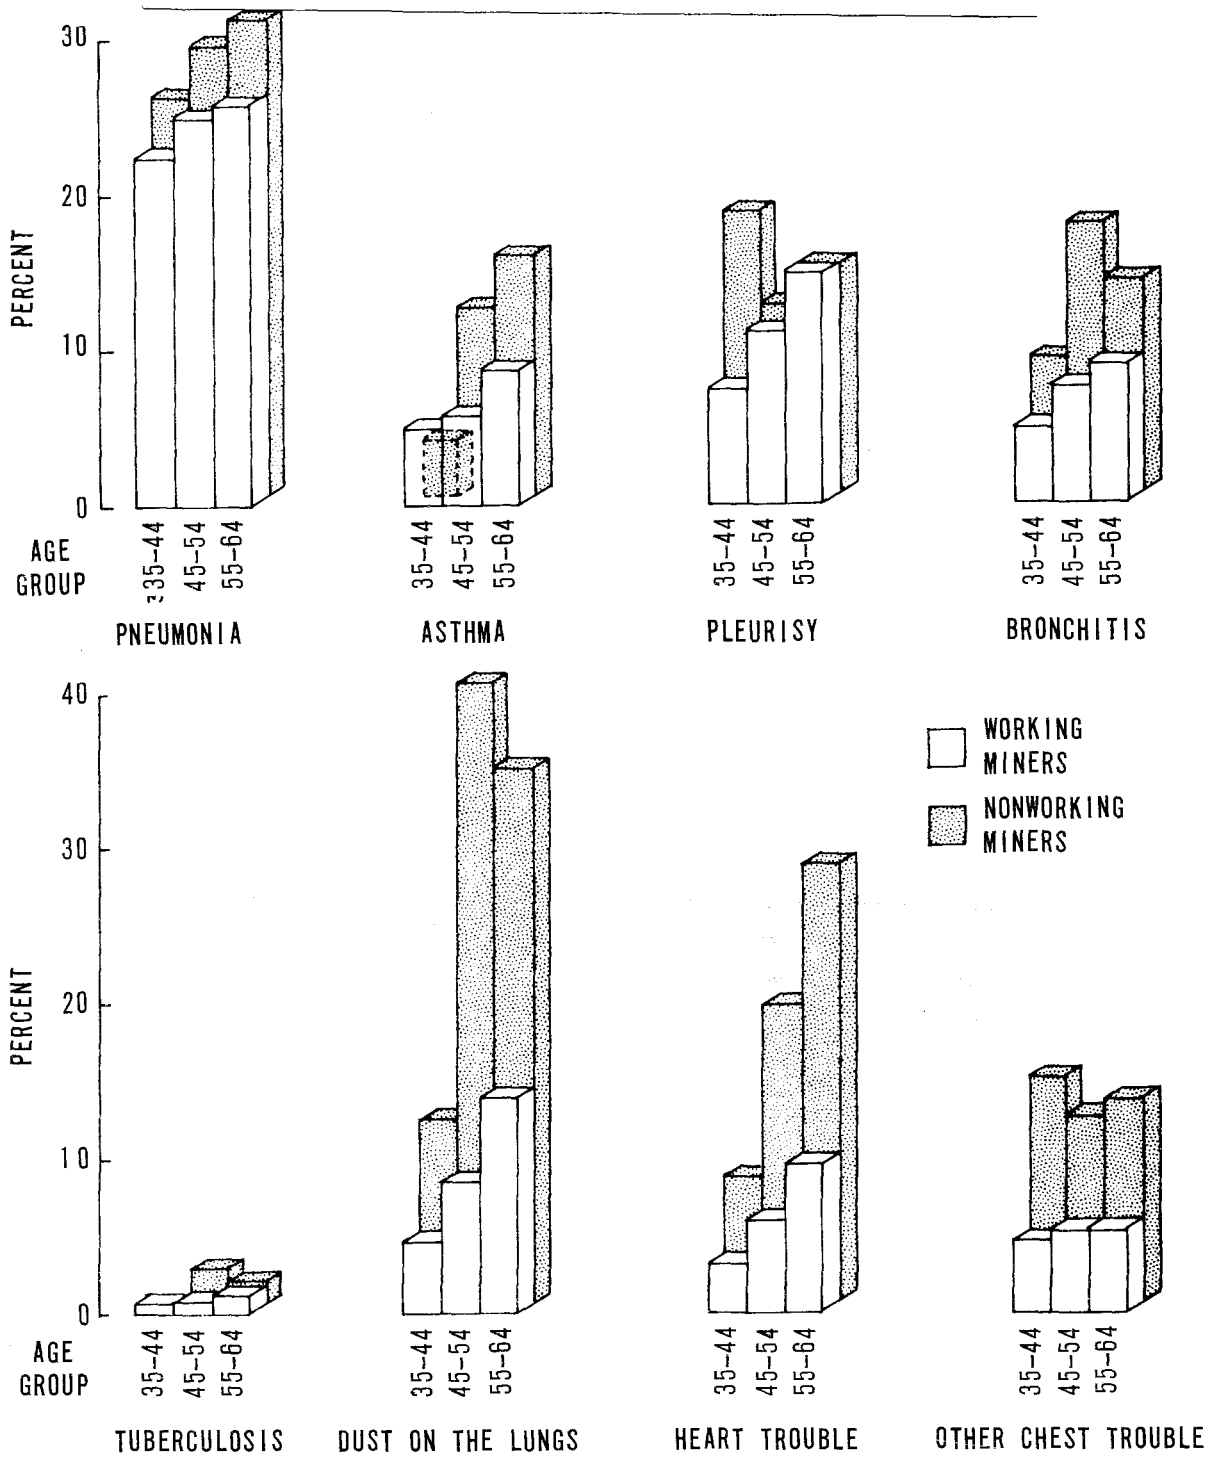 30
20
10
0
PERCENT
AGE
GROUP
335-44
45-54
55-64
35-44
45-54
55-64
35-44
45-54
55-64
35-44
45-54
55-64
PNEUMONIA
ASTHMA
PLEURISY
BRONCHITIS
40
30
20
10
0
PERCENT
WORKING
MINERS
NONWORKING
MINERS
AGE
GROUP
35-44
45-54
55-64
35-44
45-54
55-64
35-44
45-54
55-64
35-44
45-54
55-64
TUBERCULOSIS
DUST ON THE LUNGS
HEART TROUBLE
OTHER CHEST TROUBLE